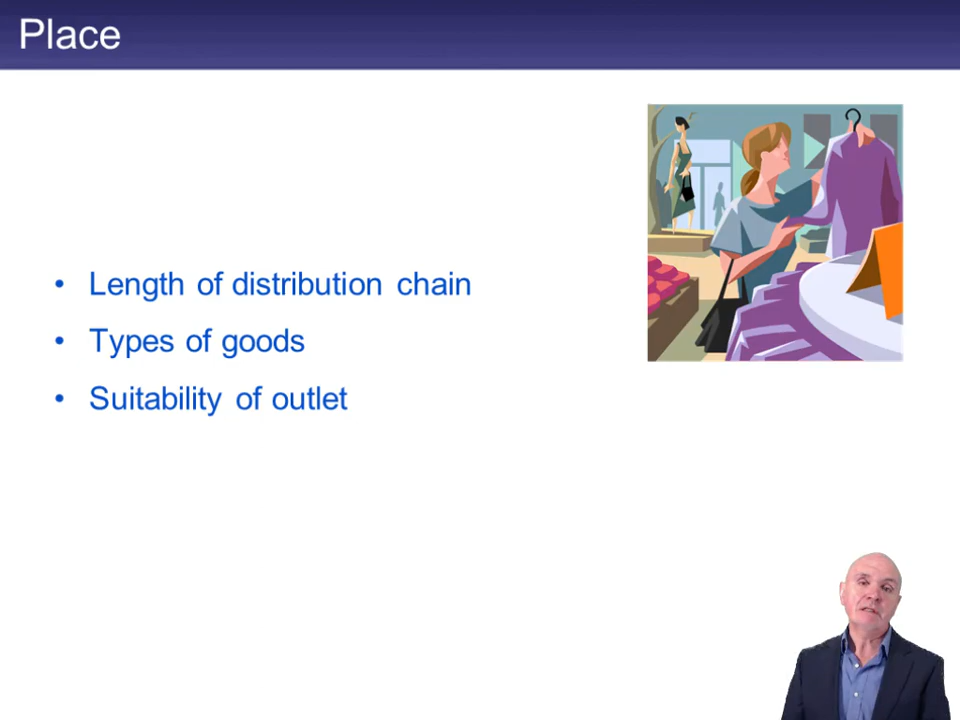 Place
• Length of distribution chain
• Types of goods
• Suitability of outlet